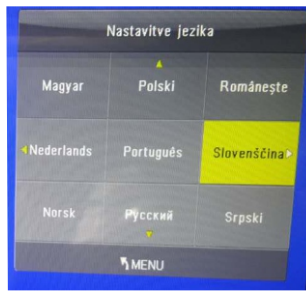 Nastavitve jezika
Magyar Polski Românește
Nederlands Português Slovenščina
Norsk Русский Srpski
MENU